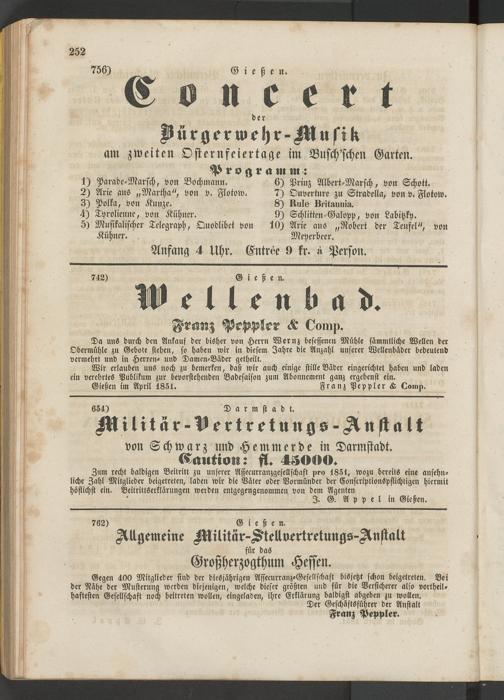 252
756) Gießen.
Concert
der
Bürgerwehr-Musik
am zweiten Osternfeiertage im Busch'schen Garten.
Programm:
1) Parade-Marsch, von Bochmann.
2) Arie aus „Martha", von v. Flotow.
3) Polka, von Kunze.
4) Tyrolienne, von Kühner.
5) Musikalischer Telegraph, Quodlibet von
Kühner.
6) Prinz Albert-Marsch, von Schott.
7) Ouverture zu Stradella, von v. Flotow.
8) Rule Britannia.
9) Schlitten-Galopp, von Labitzky.
10) Arie aus „Robert der Teufel", von
Meyerbeer.
Anfang 4 Uhr. Entrée 9 kr. à Person.
742) Gießen.
Wellenbad.
Franz Peppler & Comp.
Da uns durch den Ankauf der bisher von Herrn Wernz besessenen Mühle sämmtliche Wellen der
Obermühle zu Gebote stehen, so haben wir in diesem Jahre die Anzahl unserer Wellenbäder bedeutend
vermehrt und in Herren- und Damen-Bäder getheilt.
Wir erlauben uns noch zu bemerken, daß wir auch einige stille Bäder eingerichtet haben und laden
ein verehrtes Publikum zur bevorstehenden Badesaison zum Abonnement ganz ergebenst ein.
Gießen im April 1851. Franz Peppler & Comp.
654) Darmstadt.
Militär-Vertretungs-Anstalt
von Schwarz und Hemmerde in Darmstadt.
Caution: fl. 45000.
Zum recht baldigen Beitritt zu unserer Assecurranzgesellschaft pro 1851, wozu bereits eine ansehn-
liche Zahl Mitglieder beigetreten, laden wir die Väter oder Vormünder der Conscriptionspflichtigen hiermit
höflichst ein. Beitrittserklärungen werden entgegengenommen von dem Agenten
J. G. Appel in Gießen.
762) Gießen.
Allgemeine Militär-Stellvertretungs-Anstalt
für das
Großherzogthum Hessen.
Gegen 400 Mitglieder sind der diesjährigen Assecurranz-Gesellschaft bisjetzt schon beigetreten. Bei
der Nähe der Musterung werden diejenigen, welche dieser größten und für die Versicherer also vortheil-
haftesten Gesellschaft noch beitreten wollen, eingeladen, ihre Erklärung baldigst abgeben zu wollen.
Der Geschäftsführer der Anstalt
Franz Peppler.